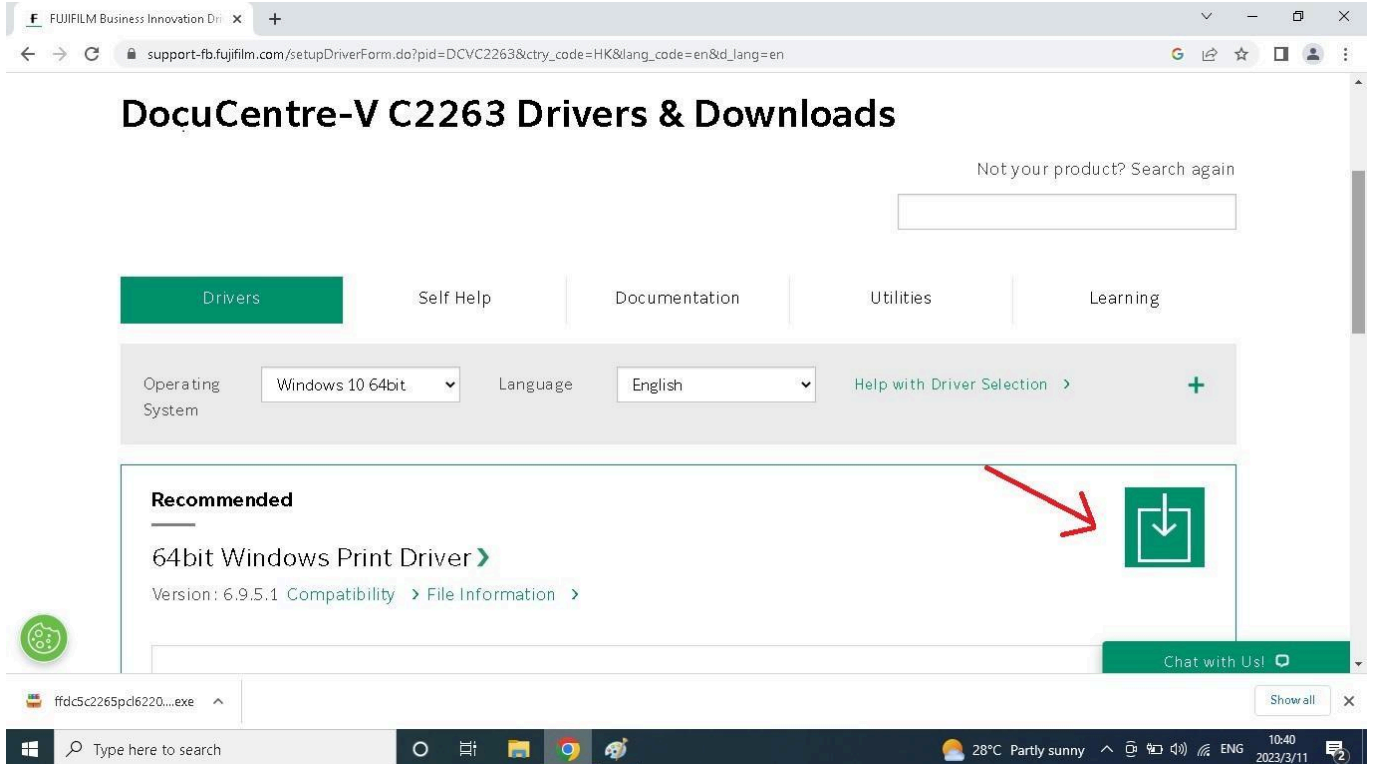 FUJIFILM Business Innovation Dri
support-fb.fujifilm.com/setupDriverForm.do?pid=DCVC2263&ctry_code=HK&lang_code=en&d_lang=en
DocuCentre-V C2263 Drivers & Downloads
Not your product? Search again
Drivers Self Help Documentation Utilities Learning
Operating System Windows 10 64bit Language English Help with Driver Selection >
Recommended
64bit Windows Print Driver
Version: 6.9.5.1 Compatibility > File Information >
Chat with Us!
ffdc5c2265pcl6220....exe Show all
Type here to search 28°C Partly sunny ENG 10:40
2023/3/11 2